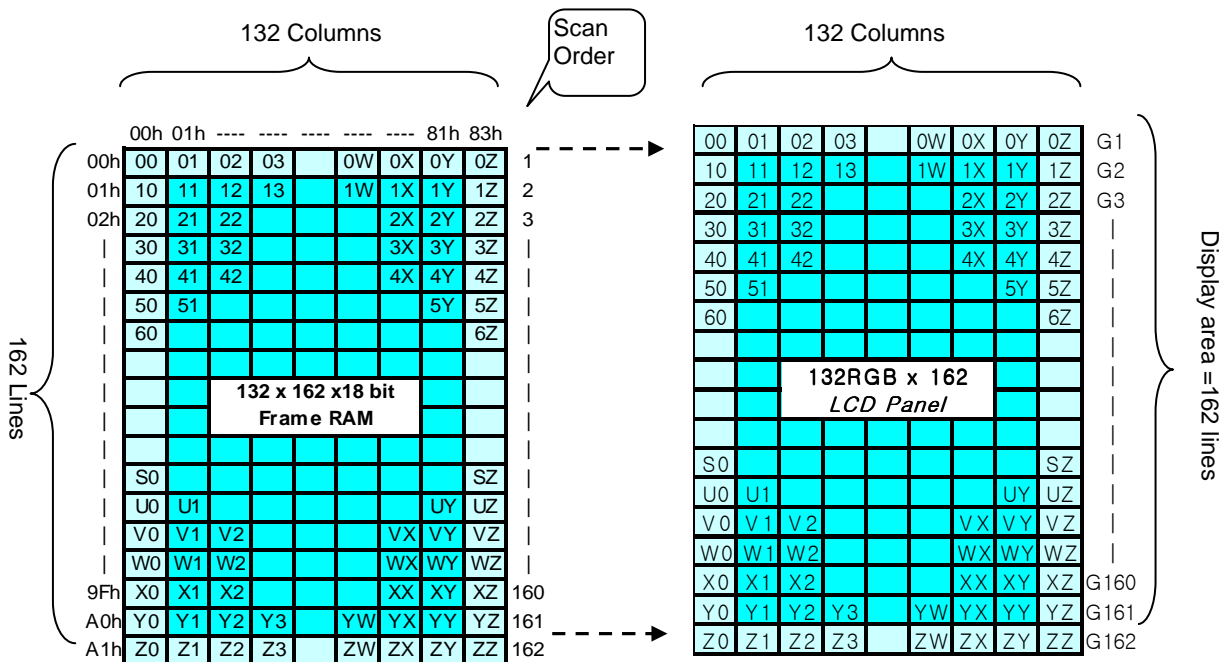 132 Columns
Scan
Order
132 Columns
00h 01h ---- ---- ---- ---- ---- 81h 83h
00h 00 01 02 03 0W 0X 0Y 0Z 1
01h 10 11 12 13 1W 1X 1Y 1Z 2
02h 20 21 22 2X 2Y 2Z 3
30 31 32 3X 3Y 3Z
40 41 42 4X 4Y 4Z
50 51 5Y 5Z
60 6Z
132 x 162 x18 bit
Frame RAM
S0 SZ
U0 U1 UY UZ
V0 V1 V2 VX VY VZ
W0 W1 W2 WX WY WZ
9Fh X0 X1 X2 XX XY XZ 160
A0h Y0 Y1 Y2 Y3 YW YX YY YZ 161
A1h Z0 Z1 Z2 Z3 ZW ZX ZY ZZ 162
162 Lines
00 01 02 03 0W 0X 0Y 0Z G1
10 11 12 13 1W 1X 1Y 1Z G2
20 21 22 2X 2Y 2Z G3
30 31 32 3X 3Y 3Z
40 41 42 4X 4Y 4Z
50 51 5Y 5Z
60 6Z
132RGB x 162
LCD Panel
S0 SZ
U0 U1 UY UZ
V0 V1 V2 VX VY VZ
W0 W1 W2 WX WY WZ
X0 X1 X2 XX XY XZ G160
Y0 Y1 Y2 Y3 YW YX YY YZ G161
Z0 Z1 Z2 Z3 ZW ZX ZY ZZ G162
Display area =162 lines